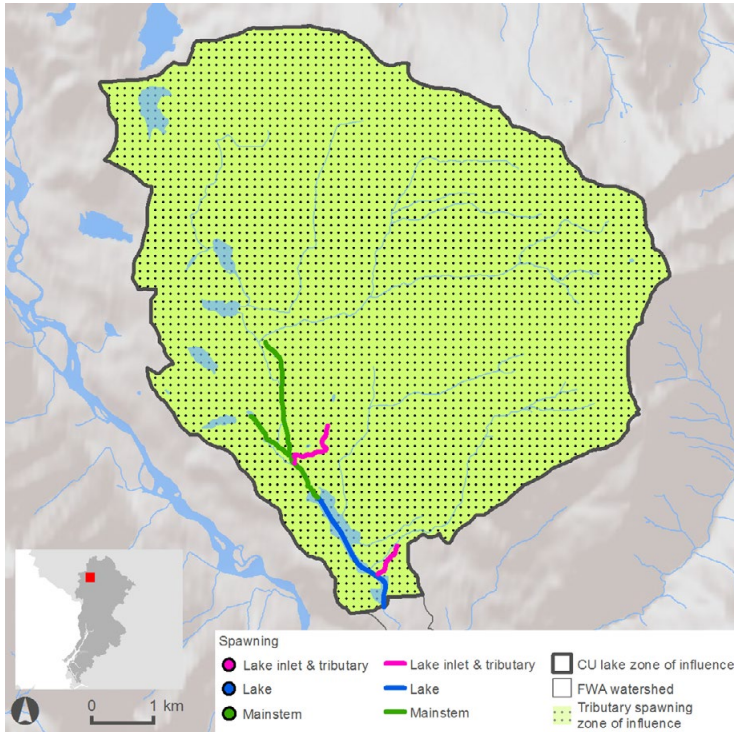 Spawning
Lake inlet & tributary
Lake
Mainstem
Lake inlet & tributary
Lake
Mainstem
CU lake zone of influence
FWA watershed
Tributary spawning
zone of influence
0 1 km